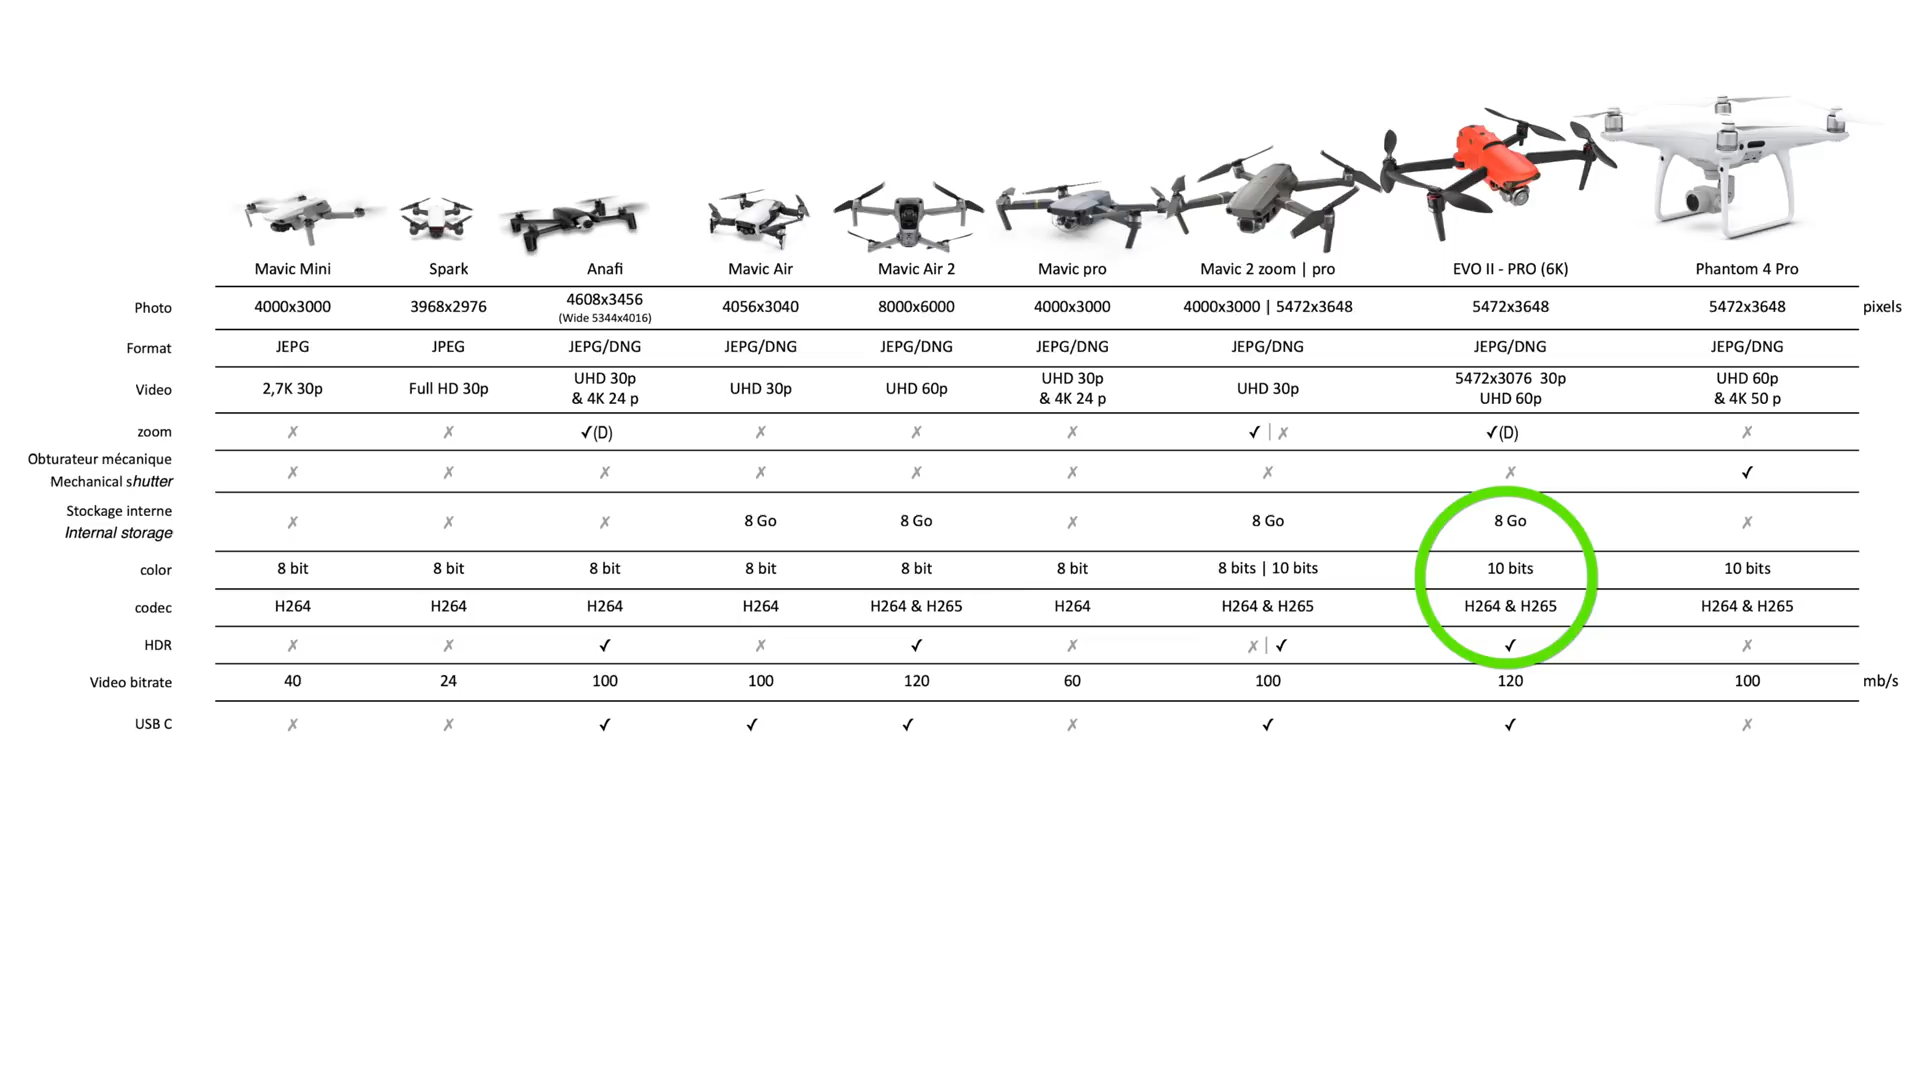 Mavic Mini Spark Anafi Mavic Air Mavic Air 2 Mavic pro Mavic 2 zoom | pro EVO II - PRO (6K) Phantom 4 Pro
Photo 4000x3000 3968x2976 4608x3456 4056x3040 8000x6000 4000x3000 4000x3000 | 5472x3648 5472x3648 5472x3648 pixels
(Wide 5344x4016)
Format JEPG JPEG JEPG/DNG JEPG/DNG JEPG/DNG JEPG/DNG JEPG/DNG JEPG/DNG JEPG/DNG
UHD 30p UHD 30p 5472x3076 30p UHD 60p
Video 2,7K 30p Full HD 30p UHD 30p UHD 60p UHD 30p
& 4K 24 p & 4K 24 p UHD 60p & 4K 50 p
zoom ✗ ✗ ✓(D) ✗ ✗ ✗ ✓ | ✗ ✓(D) ✗
Obturateur mécanique
Mechanical shutter ✗ ✗ ✗ ✗ ✗ ✗ ✗ ✗ ✓
Stockage interne
Internal storage ✗ ✗ ✗ 8 Go 8 Go ✗ 8 Go 8 Go ✗
color 8 bit 8 bit 8 bit 8 bit 8 bit 8 bit 8 bits | 10 bits 10 bits 10 bits
codec H264 H264 H264 H264 H264 & H265 H264 H264 & H265 H264 & H265 H264 & H265
HDR ✗ ✗ ✓ ✗ ✓ ✗ ✗ | ✓ ✓ ✗
Video bitrate 40 24 100 100 120 60 100 120 100 mb/s
USB C ✗ ✗ ✓ ✓ ✓ ✗ ✓ ✓ ✗